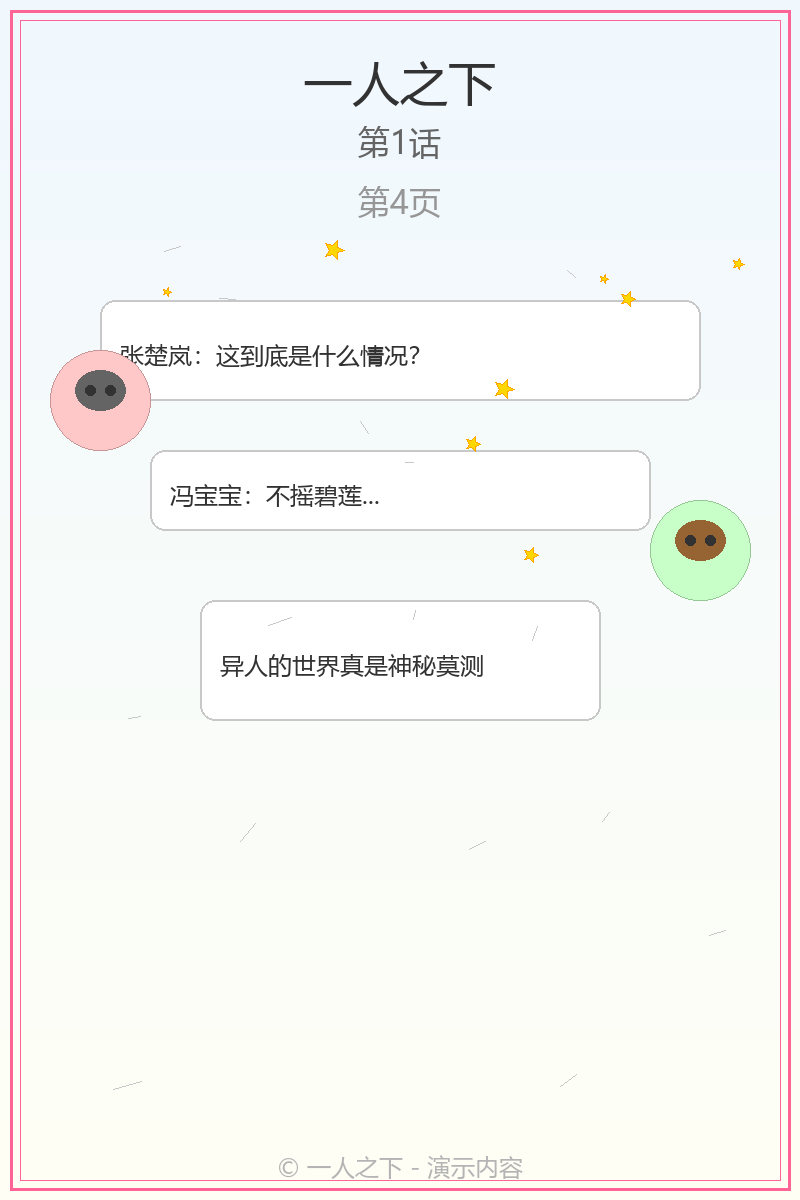 一人之下
第1话
第4页
张楚岚：这到底是什么情况？
冯宝宝：不摇碧莲...
异人的世界真是神秘莫测
© 一人之下 - 演示内容